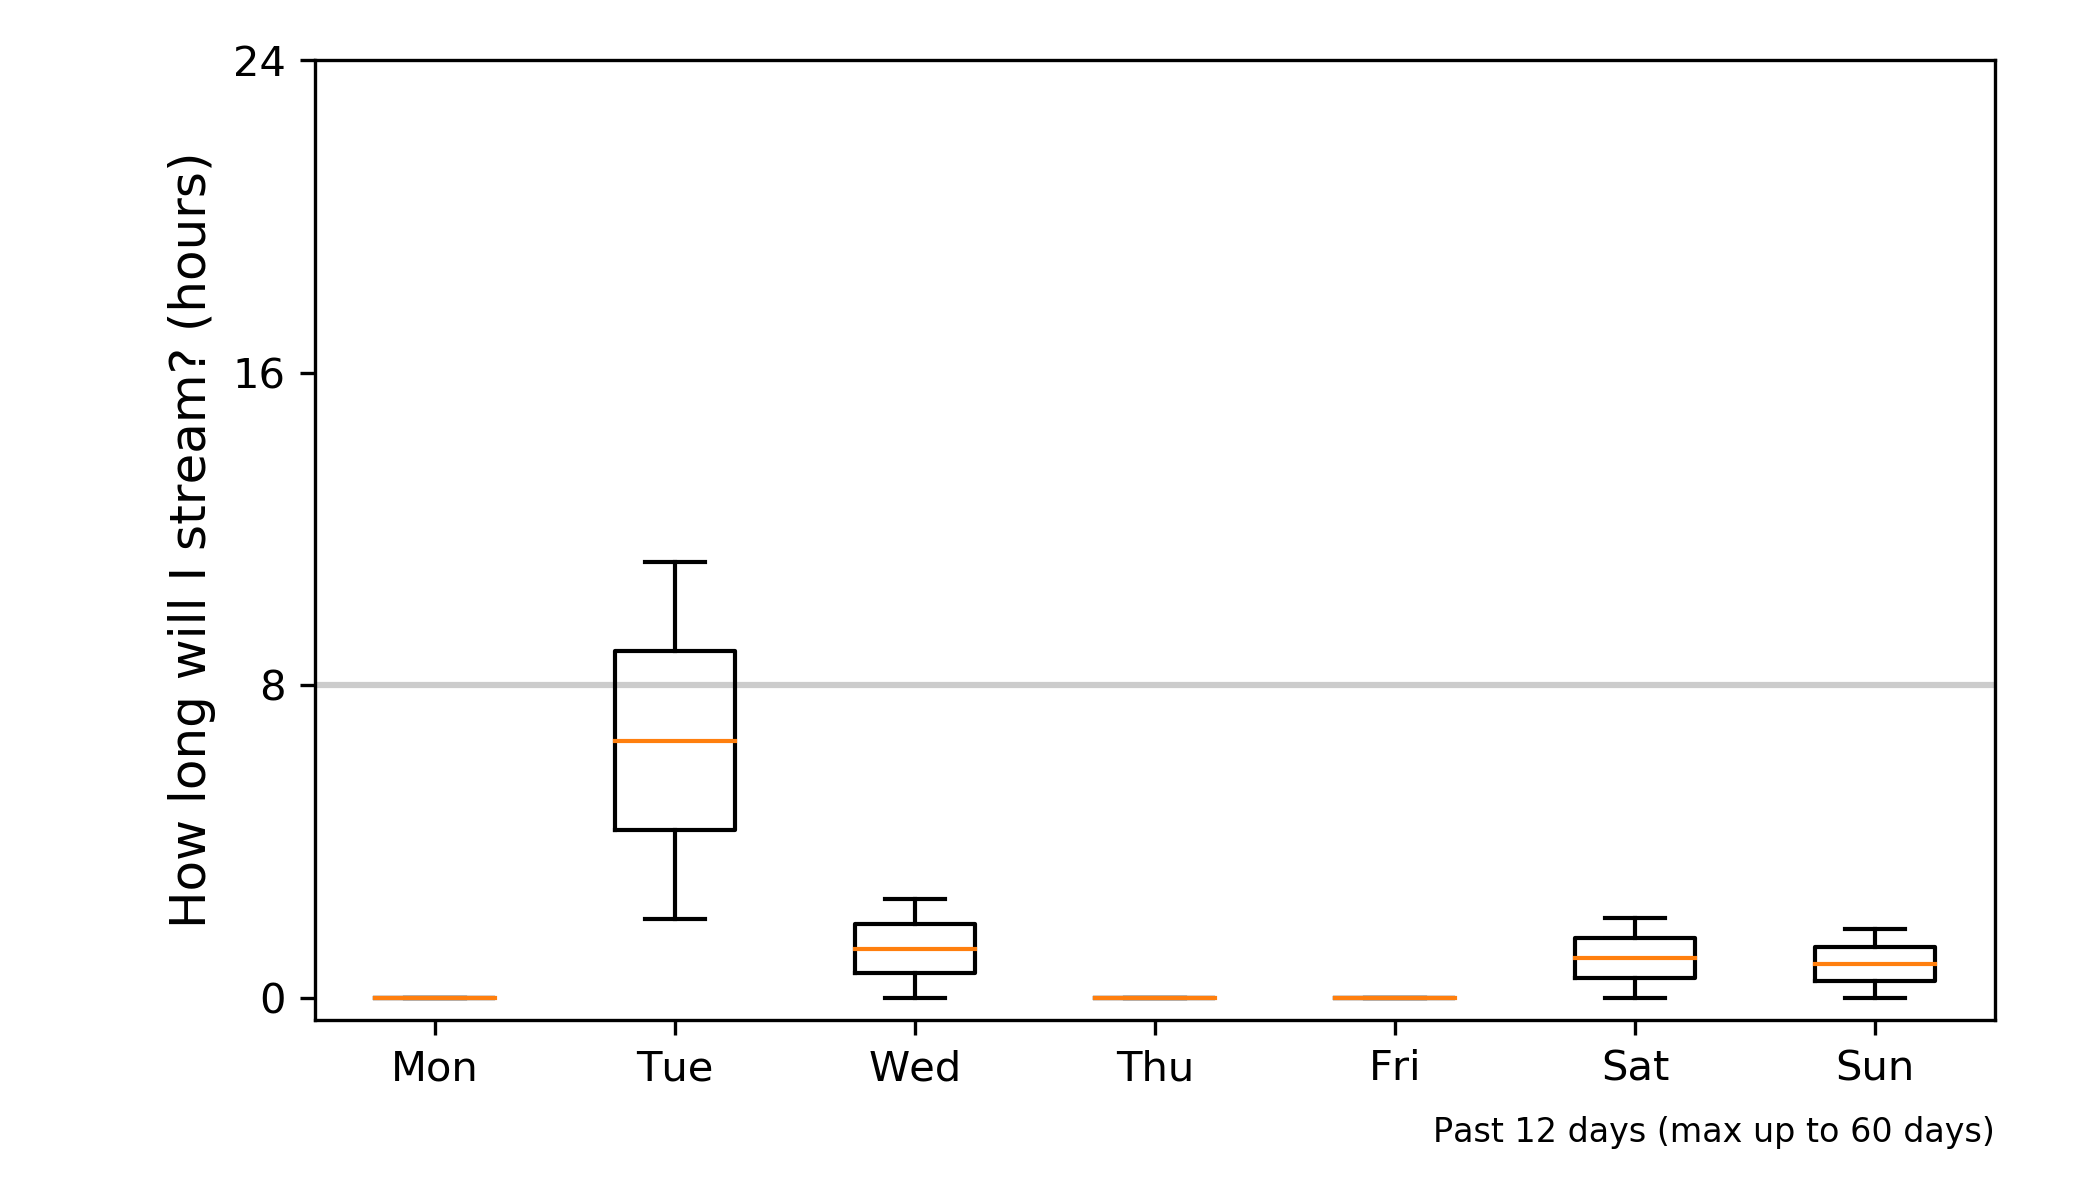 How long will I stream? (hours)
24
16
8
0
Mon Tue Wed Thu Fri Sat Sun
Past 12 days (max up to 60 days)